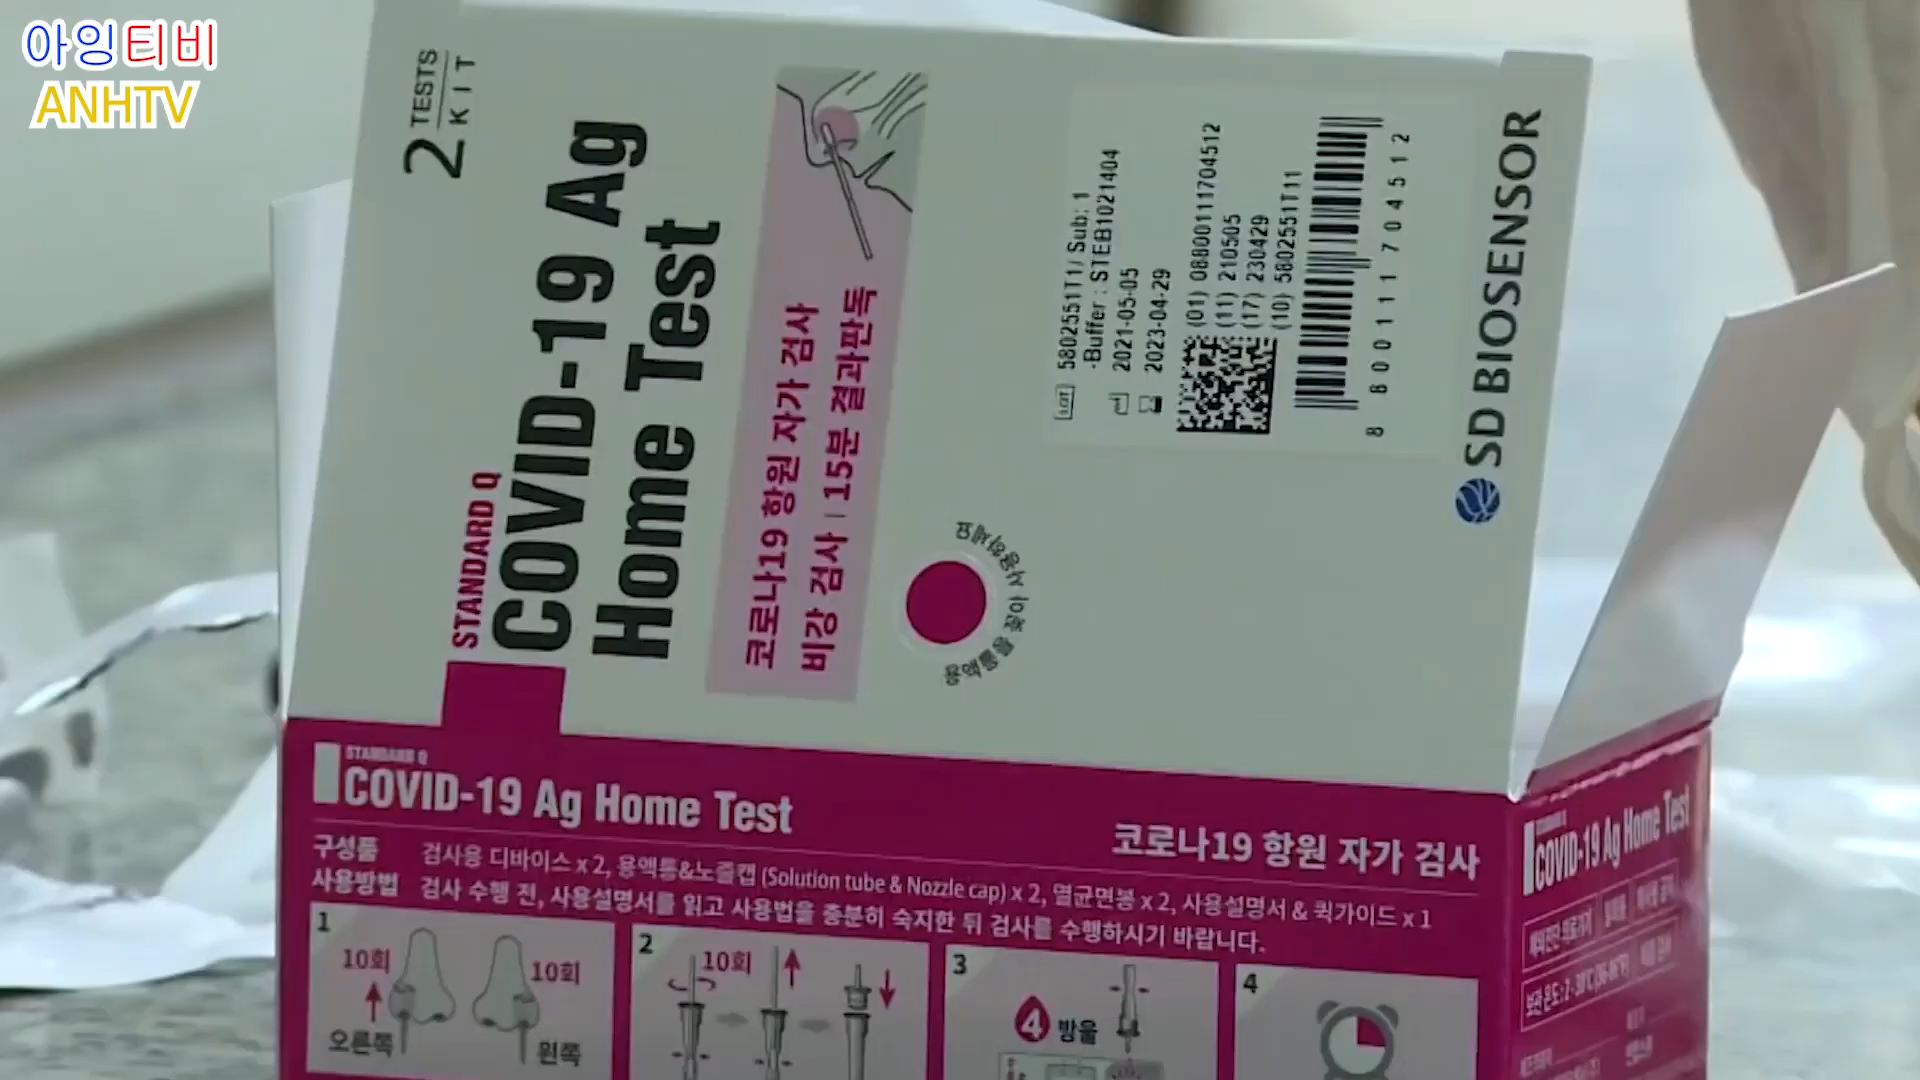 아잉티비
ANHTV
2 TESTS
KIT
STANDARD Q
COVID-19 Ag
Home Test
코로나19 항원 자가 검사
비강 검사 | 15분 결과판독
LOT 5802551T1/ Sub: 1
-Buffer : STEB1021404
2021-05-05
2023-04-29
(01) 08800111704512
(11) 210505
(17) 230429
(10) 5802551T11
8 800111 704512
SD BIOSENSOR
STANDARD Q
COVID-19 Ag Home Test
코로나19 항원 자가 검사
구성품 검사용 디바이스 x 2, 용액통&노즐캡 (Solution tube & Nozzle cap) x 2, 멸균면봉 x 2, 사용설명서 & 퀵가이드 x 1
사용방법 검사 수행 전, 사용설명서를 읽고 사용법을 충분히 숙지한 뒤 검사를 수행하시기 바랍니다.
1
10회
10회
오른쪽
왼쪽
2
10회
3
4 방울
4
STANDARD Q
COVID-19 Ag Home Test